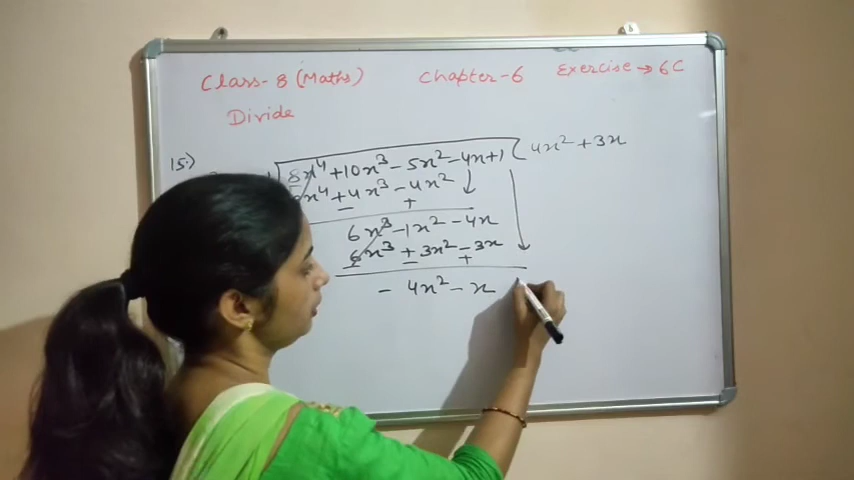 Class-8 (Maths) Chapter-6 Exercise → 6C
Divide
15.)
8x⁴ + 10x³ - 5x² - 4x + 1 ( 4x² + 3x
x⁴ + 4x³ - 4x²
- +
6x³ - 1x² - 4x
6x³ + 3x² - 3x
- - +
- 4x² - x